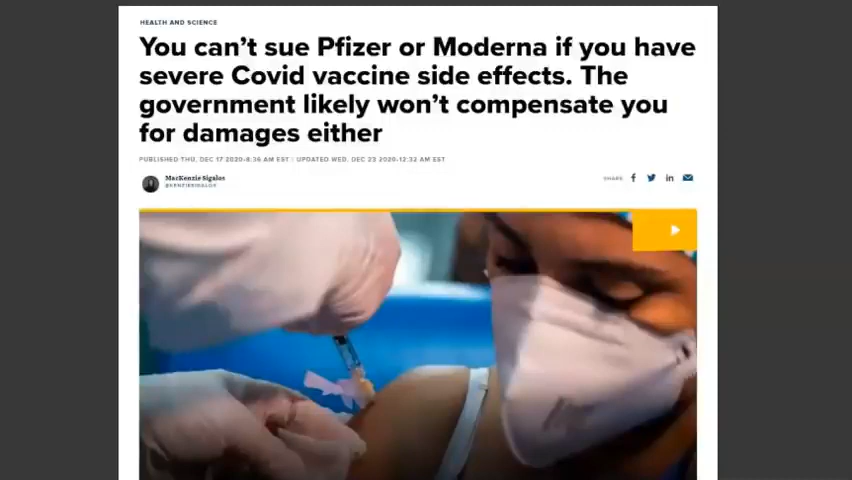 HEALTH AND SCIENCE
You can't sue Pfizer or Moderna if you have
severe Covid vaccine side effects. The
government likely won't compensate you
for damages either
PUBLISHED THU, DEC 17 2020-8:36 AM EST | UPDATED WED, DEC 23 2020-12:32 AM EST
MacKenzie Sigalos
@KENZIESIGALOS
SHARE